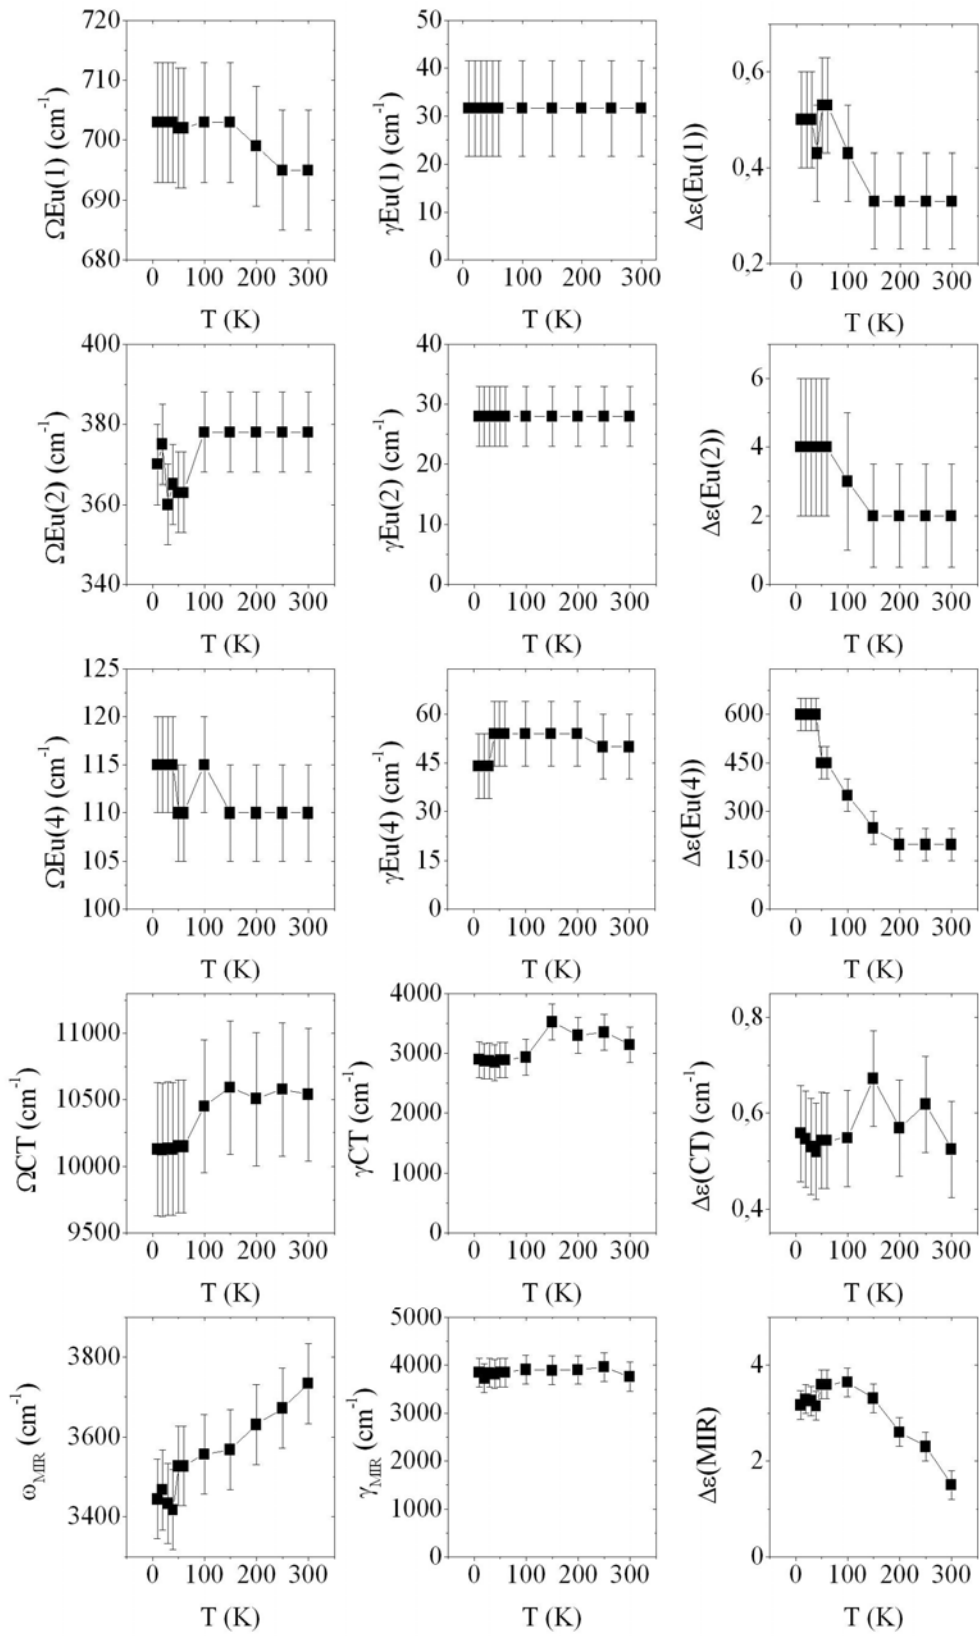 720
710
700
690
680
0 100 200 300
ΩEu(1) (cm⁻¹)
T (K)
50
40
30
20
10
0
0 100 200 300
γEu(1) (cm⁻¹)
T (K)
0,6
0,4
0,2
0 100 200 300
Δε(Eu(1))
T (K)
400
380
360
340
0 100 200 300
ΩEu(2) (cm⁻¹)
T (K)
40
30
20
10
0
0 100 200 300
γEu(2) (cm⁻¹)
T (K)
6
4
2
0
0 100 200 300
Δε(Eu(2))
T (K)
125
120
115
110
105
100
0 100 200 300
ΩEu(4) (cm⁻¹)
T (K)
60
45
30
15
0
0 100 200 300
γEu(4) (cm⁻¹)
T (K)
600
450
300
150
0
0 100 200 300
Δε(Eu(4))
T (K)
11000
10500
10000
9500
0 100 200 300
ΩCT (cm⁻¹)
T (K)
4000
3000
2000
1000
0
0 100 200 300
γCT (cm⁻¹)
T (K)
0,8
0,6
0,4
0 100 200 300
Δε(CT) (cm⁻¹)
T (K)
3800
3600
3400
0 100 200 300
ω_MIR (cm⁻¹)
T (K)
5000
4000
3000
2000
1000
0
0 100 200 300
γ_MIR (cm⁻¹)
T (K)
4
2
0
0 100 200 300
Δε(MIR)
T (K)